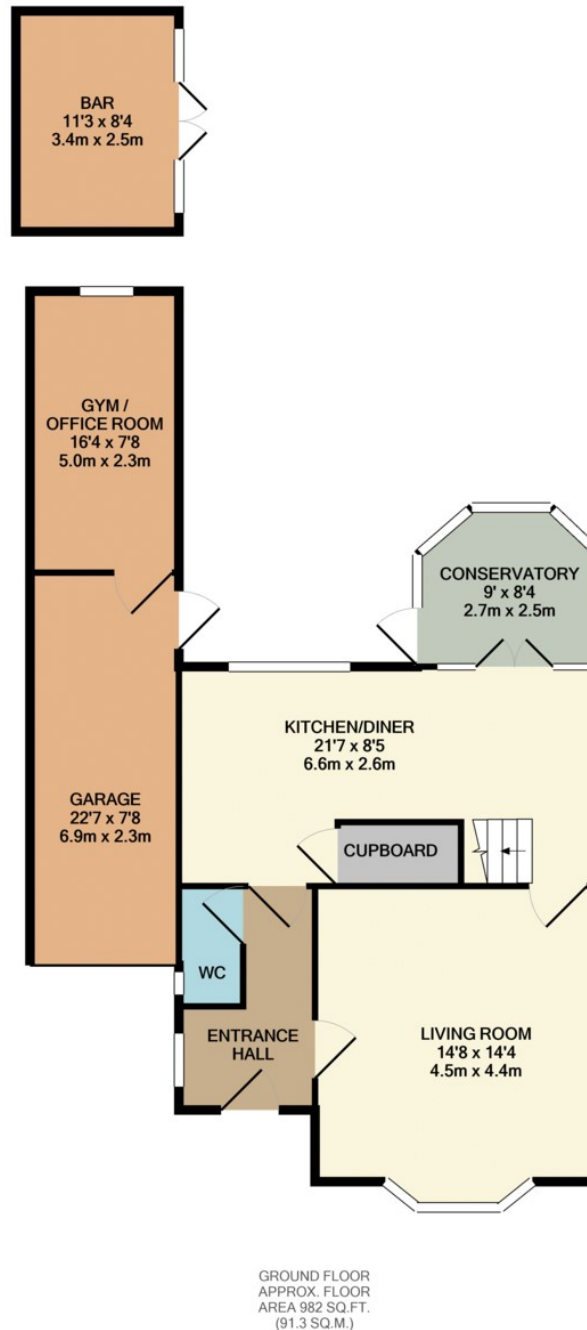 BAR
11'3 x 8'4
3.4m x 2.5m
GYM /
OFFICE ROOM
16'4 x 7'8
5.0m x 2.3m
CONSERVATORY
9' x 8'4
2.7m x 2.5m
KITCHEN/DINER
21'7 x 8'5
6.6m x 2.6m
GARAGE
22'7 x 7'8
6.9m x 2.3m
CUPBOARD
WC
ENTRANCE
HALL
LIVING ROOM
14'8 x 14'4
4.5m x 4.4m
GROUND FLOOR
APPROX. FLOOR
AREA 982 SQ.FT.
(91.3 SQ.M.)